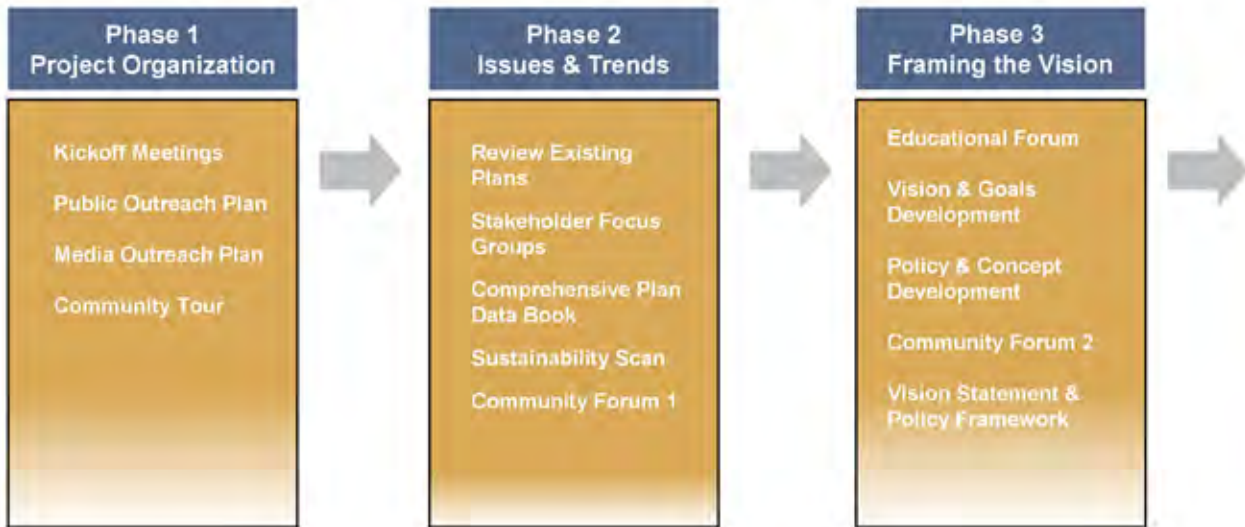 Phase 1
Project Organization
Kickoff Meetings
Public Outreach Plan
Media Outreach Plan
Community Tour
Phase 2
Issues & Trends
Review Existing
Plans
Stakeholder Focus
Groups
Comprehensive Plan
Data Book
Sustainability Scan
Community Forum 1
Phase 3
Framing the Vision
Educational Forum
Vision & Goals
Development
Policy & Concept
Development
Community Forum 2
Vision Statement &
Policy Framework